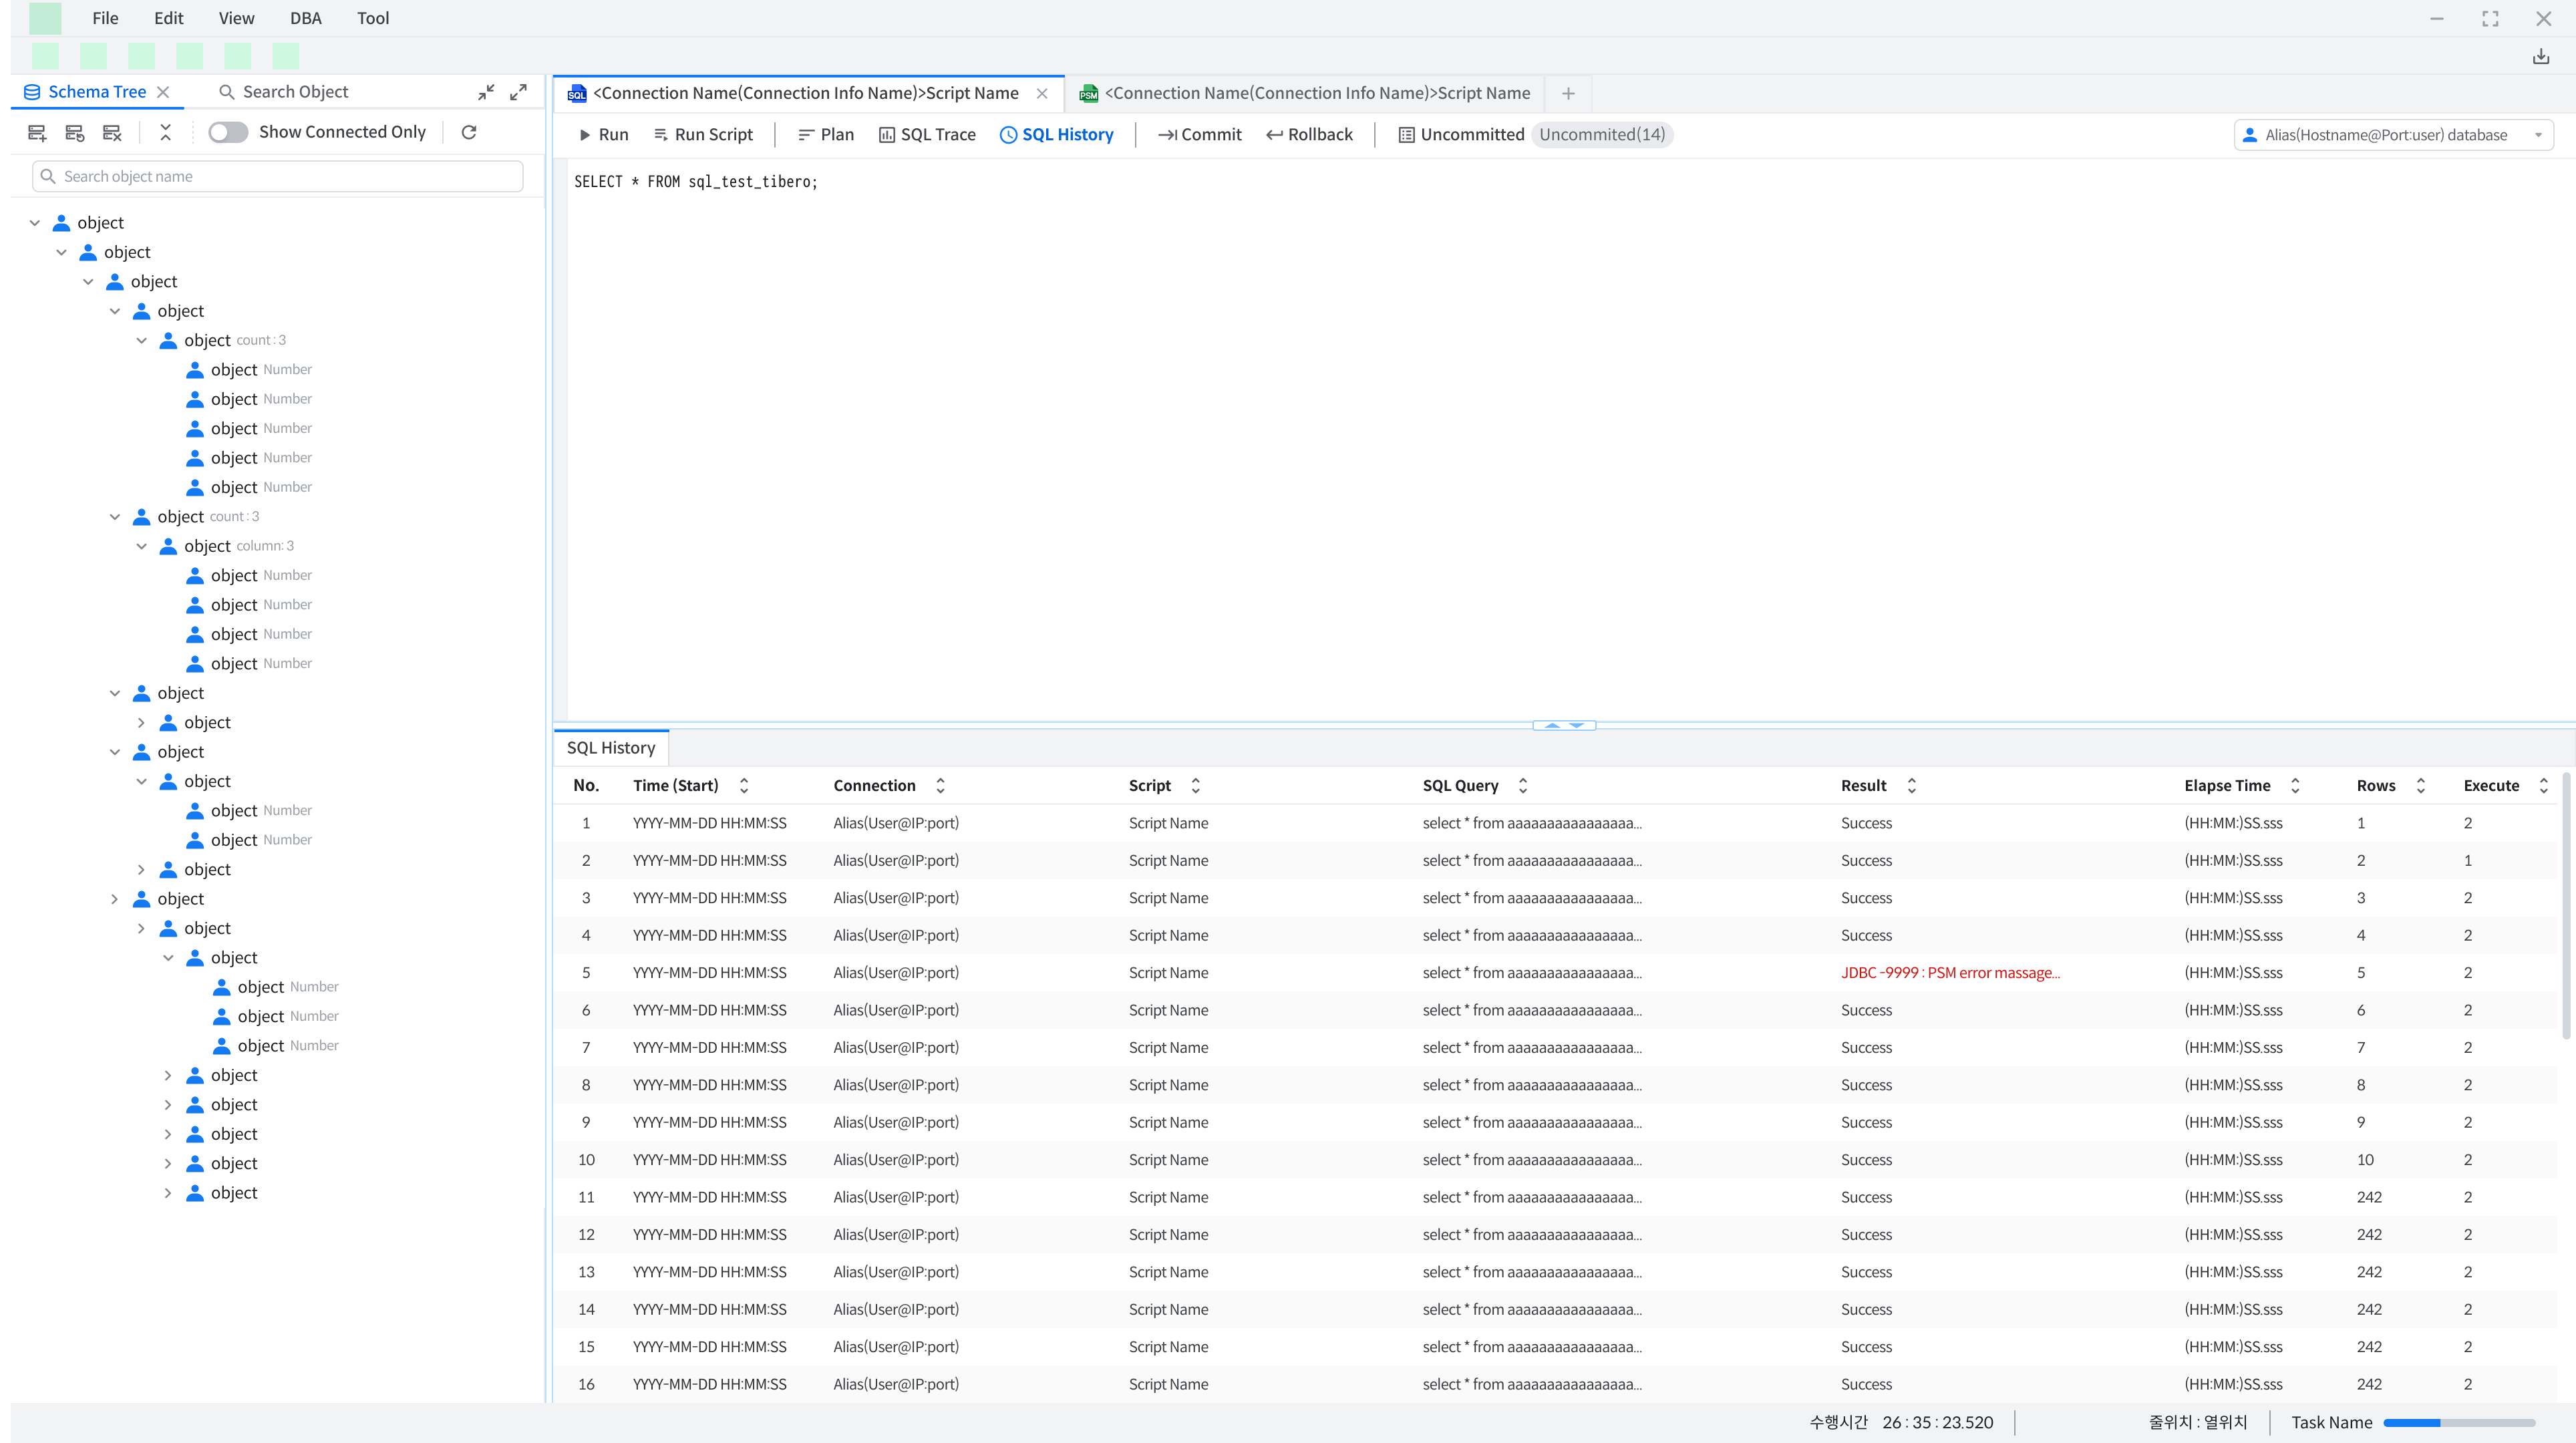 File Edit View DBA Tool
Schema Tree Search Object
Show Connected Only
Search object name
object
object
object
object
object count : 3
object Number
object Number
object Number
object Number
object Number
object count : 3
object column: 3
object Number
object Number
object Number
object Number
object
object
object
object
object Number
object Number
object
object
object
object
object Number
object Number
object Number
object
object
object
object
object
SQL <Connection Name(Connection Info Name)>Script Name PSM <Connection Name(Connection Info Name)>Script Name
Run Run Script Plan SQL Trace SQL History Commit Rollback Uncommitted Uncommited(14) Alias(Hostname@Port:user) database
SELECT * FROM sql_test_tibero;
SQL History
No. Time (Start) Connection Script SQL Query Result Elapse Time Rows Execute
1 YYYY-MM-DD HH:MM:SS Alias(User@IP:port) Script Name select * from aaaaaaaaaaaaaaaaa... Success (HH:MM:)SS.sss 1 2
2 YYYY-MM-DD HH:MM:SS Alias(User@IP:port) Script Name select * from aaaaaaaaaaaaaaaaa... Success (HH:MM:)SS.sss 2 1
3 YYYY-MM-DD HH:MM:SS Alias(User@IP:port) Script Name select * from aaaaaaaaaaaaaaaaa... Success (HH:MM:)SS.sss 3 2
4 YYYY-MM-DD HH:MM:SS Alias(User@IP:port) Script Name select * from aaaaaaaaaaaaaaaaa... Success (HH:MM:)SS.sss 4 2
5 YYYY-MM-DD HH:MM:SS Alias(User@IP:port) Script Name select * from aaaaaaaaaaaaaaaaa... JDBC -9999 : PSM error massage... (HH:MM:)SS.sss 5 2
6 YYYY-MM-DD HH:MM:SS Alias(User@IP:port) Script Name select * from aaaaaaaaaaaaaaaaa... Success (HH:MM:)SS.sss 6 2
7 YYYY-MM-DD HH:MM:SS Alias(User@IP:port) Script Name select * from aaaaaaaaaaaaaaaaa... Success (HH:MM:)SS.sss 7 2
8 YYYY-MM-DD HH:MM:SS Alias(User@IP:port) Script Name select * from aaaaaaaaaaaaaaaaa... Success (HH:MM:)SS.sss 8 2
9 YYYY-MM-DD HH:MM:SS Alias(User@IP:port) Script Name select * from aaaaaaaaaaaaaaaaa... Success (HH:MM:)SS.sss 9 2
10 YYYY-MM-DD HH:MM:SS Alias(User@IP:port) Script Name select * from aaaaaaaaaaaaaaaaa... Success (HH:MM:)SS.sss 10 2
11 YYYY-MM-DD HH:MM:SS Alias(User@IP:port) Script Name select * from aaaaaaaaaaaaaaaaa... Success (HH:MM:)SS.sss 242 2
12 YYYY-MM-DD HH:MM:SS Alias(User@IP:port) Script Name select * from aaaaaaaaaaaaaaaaa... Success (HH:MM:)SS.sss 242 2
13 YYYY-MM-DD HH:MM:SS Alias(User@IP:port) Script Name select * from aaaaaaaaaaaaaaaaa... Success (HH:MM:)SS.sss 242 2
14 YYYY-MM-DD HH:MM:SS Alias(User@IP:port) Script Name select * from aaaaaaaaaaaaaaaaa... Success (HH:MM:)SS.sss 242 2
15 YYYY-MM-DD HH:MM:SS Alias(User@IP:port) Script Name select * from aaaaaaaaaaaaaaaaa... Success (HH:MM:)SS.sss 242 2
16 YYYY-MM-DD HH:MM:SS Alias(User@IP:port) Script Name select * from aaaaaaaaaaaaaaaaa... Success (HH:MM:)SS.sss 242 2
수행시간 26 : 35 : 23.520 줄위치 : 열위치 Task Name